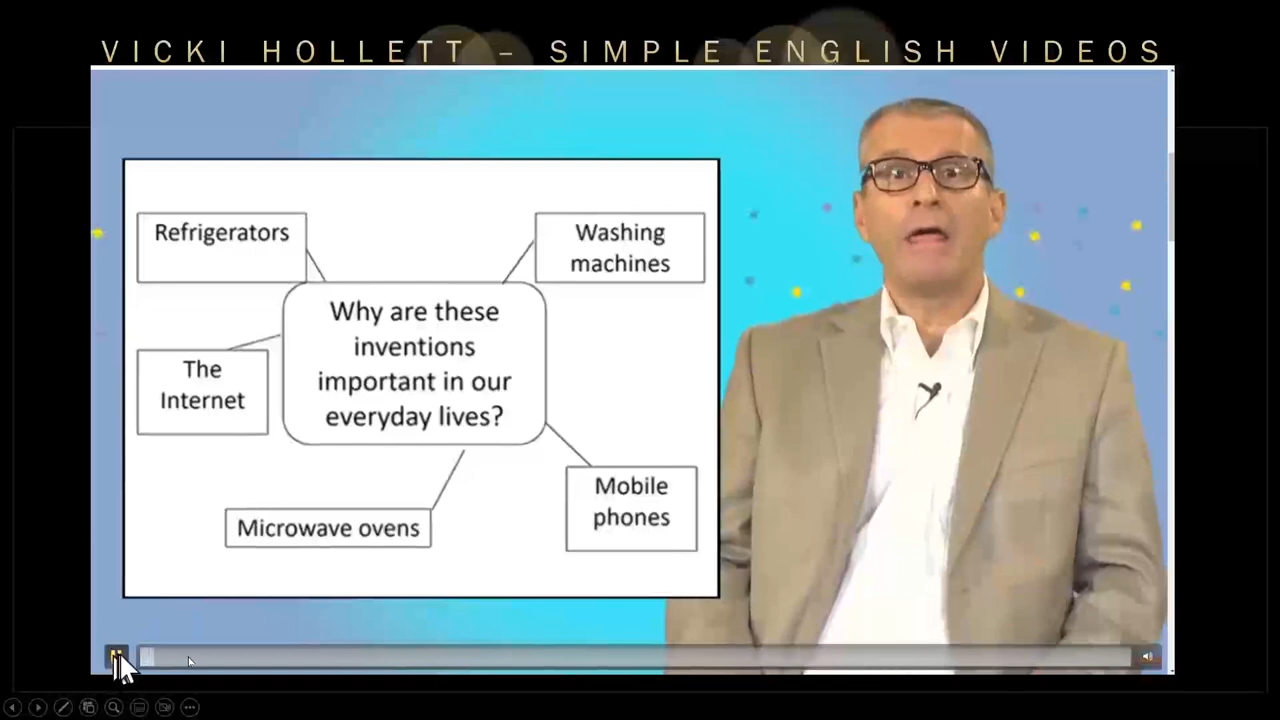 VICKI HOLLETT – SIMPLE ENGLISH VIDEOS
Refrigerators
Washing
machines
Why are these
inventions
important in our
everyday lives?
The
Internet
Mobile
phones
Microwave ovens